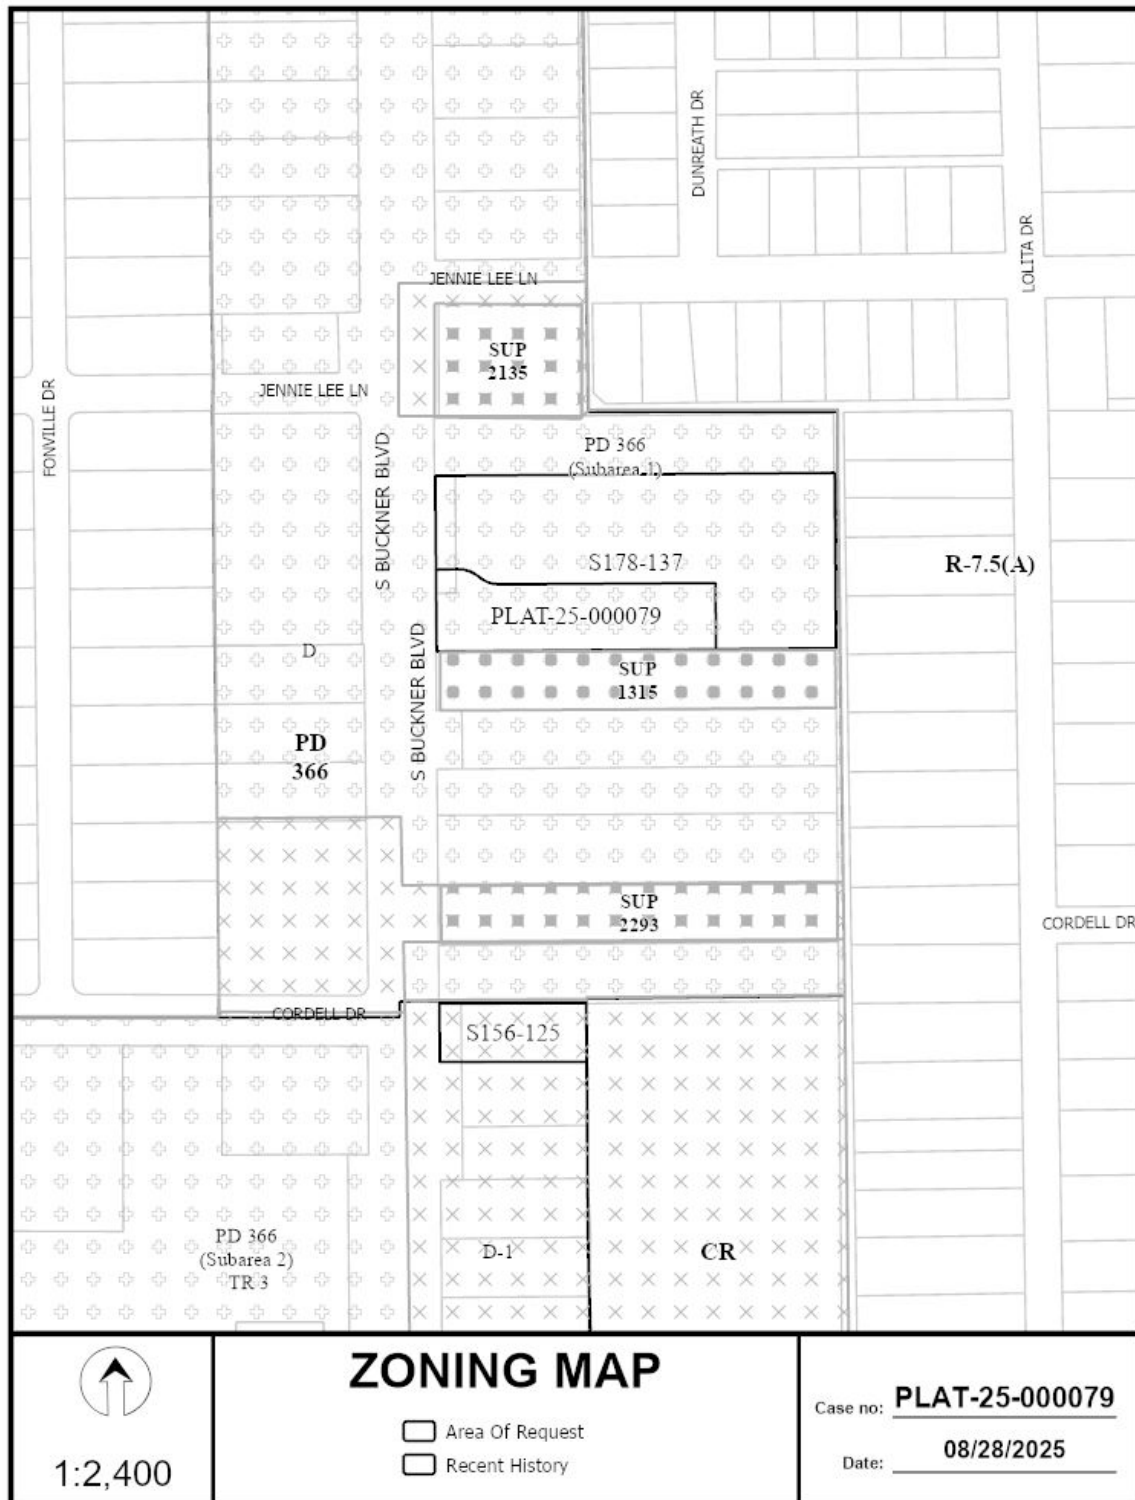 DUNREATH DR
LOLITA DR
JENNIE LEE LN
SUP
2135
JENNIE LEE LN
FONVILLE DR
S BUCKNER BLVD
PD 366
(Subarea 1)
S178-137
R-7.5(A)
PLAT-25-000079
S BUCKNER BLVD
D
SUP
1315
PD
366
SUP
2293
CORDELL DR
CORDELL DR
S156-125
PD 366
(Subarea 2)
TR 3
D-1
CR
1:2,400
ZONING MAP
Area Of Request
Recent History
Case no: PLAT-25-000079
Date: 08/28/2025